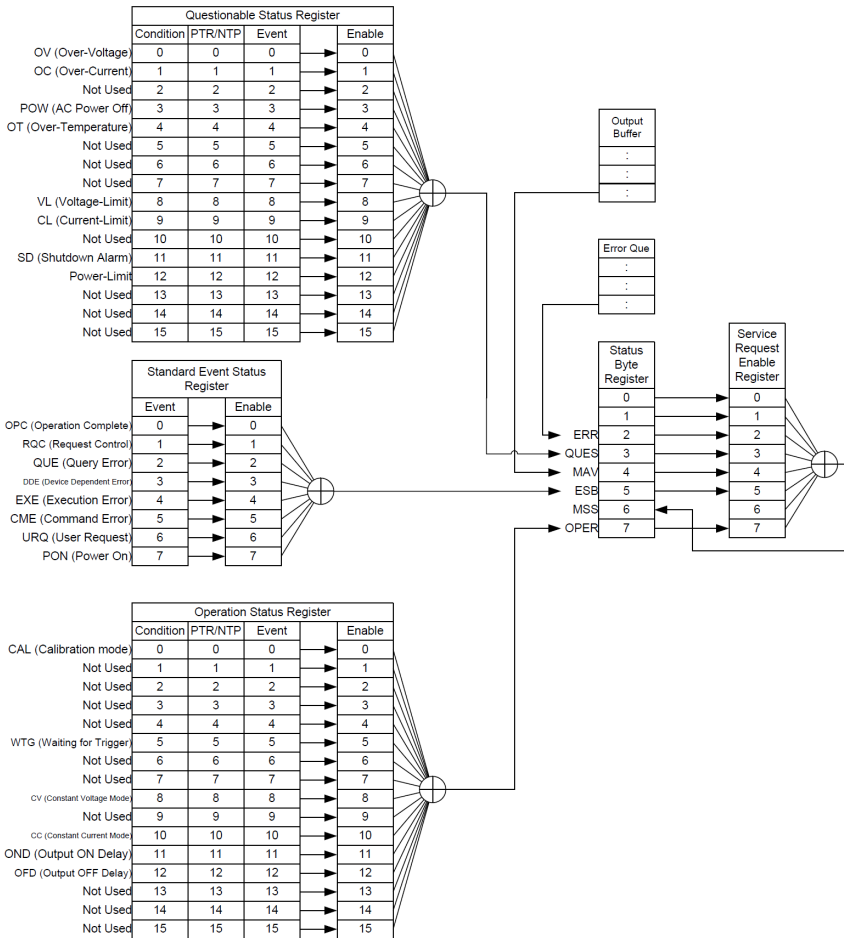 Questionable Status Register
Condition PTR/NTP Event Enable
OV (Over-Voltage) 0 0 0 0
OC (Over-Current) 1 1 1 1
Not Used 2 2 2 2
POW (AC Power Off) 3 3 3 3
OT (Over-Temperature) 4 4 4 4
Not Used 5 5 5 5
Not Used 6 6 6 6
Not Used 7 7 7 7
VL (Voltage-Limit) 8 8 8 8
CL (Current-Limit) 9 9 9 9
Not Used 10 10 10 10
SD (Shutdown Alarm) 11 11 11 11
Power-Limit 12 12 12 12
Not Used 13 13 13 13
Not Used 14 14 14 14
Not Used 15 15 15 15
Output
Buffer
:
:
:
Error Que
:
:
:
Standard Event Status
Register
Event Enable
OPC (Operation Complete) 0 0
RQC (Request Control) 1 1
QUE (Query Error) 2 2
DDE (Device Dependent Error) 3 3
EXE (Execution Error) 4 4
CME (Command Error) 5 5
URQ (User Request) 6 6
PON (Power On) 7 7
Status
Byte
Register
Service
Request
Enable
Register
0 0
1 1
ERR 2 2
QUES 3 3
MAV 4 4
ESB 5 5
MSS 6 6
OPER 7 7
Operation Status Register
Condition PTR/NTP Event Enable
CAL (Calibration mode) 0 0 0 0
Not Used 1 1 1 1
Not Used 2 2 2 2
Not Used 3 3 3 3
Not Used 4 4 4 4
WTG (Waiting for Trigger) 5 5 5 5
Not Used 6 6 6 6
Not Used 7 7 7 7
CV (Constant Voltage Mode) 8 8 8 8
Not Used 9 9 9 9
CC (Constant Current Mode) 10 10 10 10
OND (Output ON Delay) 11 11 11 11
OFD (Output OFF Delay) 12 12 12 12
Not Used 13 13 13 13
Not Used 14 14 14 14
Not Used 15 15 15 15